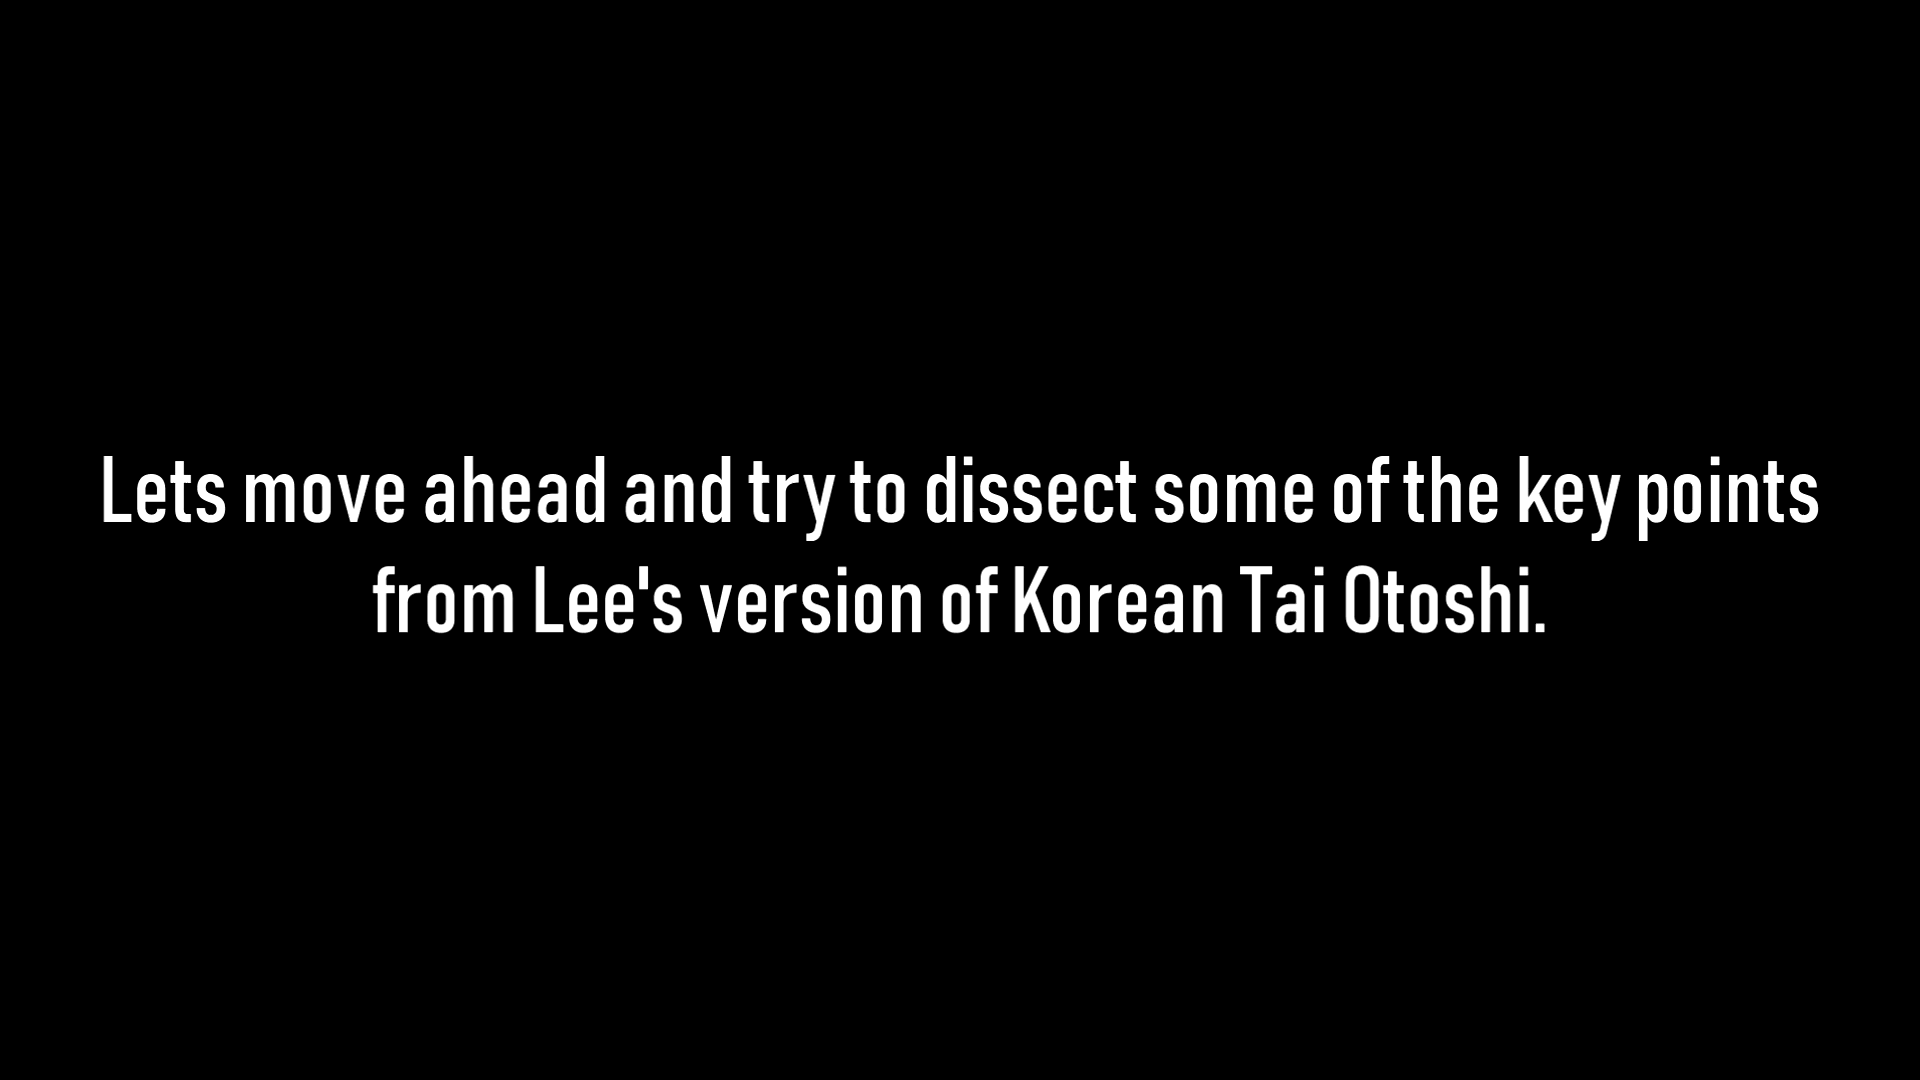 Lets move ahead and try to dissect some of the key points
from Lee's version of Korean Tai Otoshi.